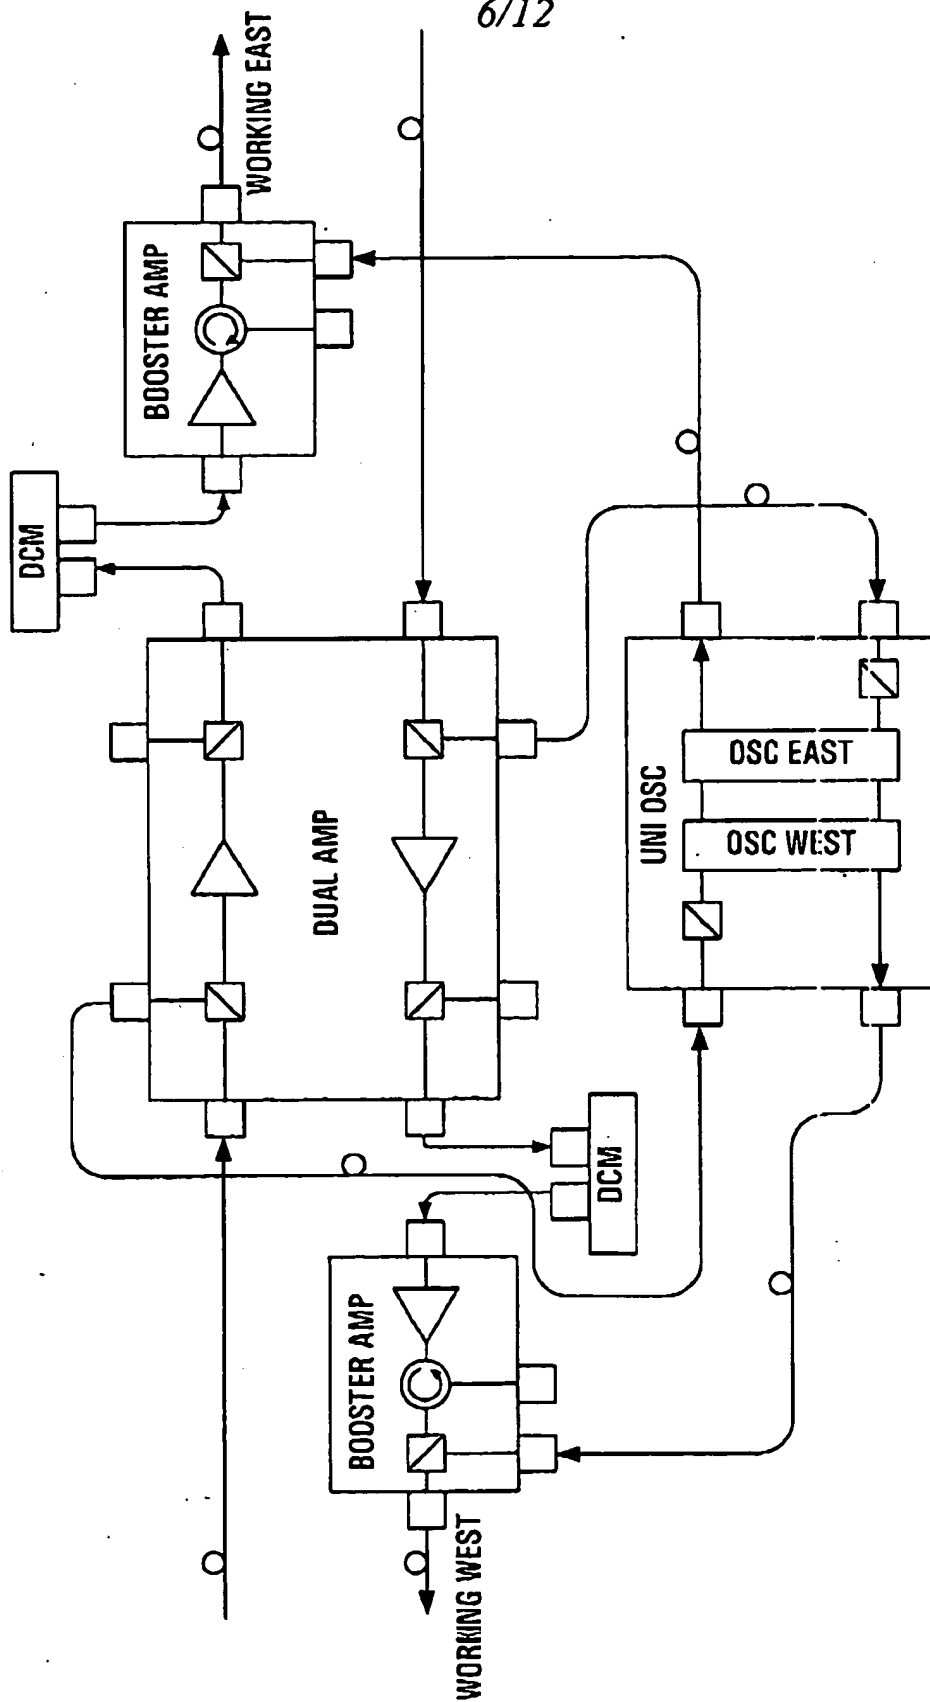 6/12
WORKING EAST
BOOSTER AMP
DCM
DUAL AMP
UNI OSC
OSC EAST
OSC WEST
DCM
BOOSTER AMP
WORKING WEST